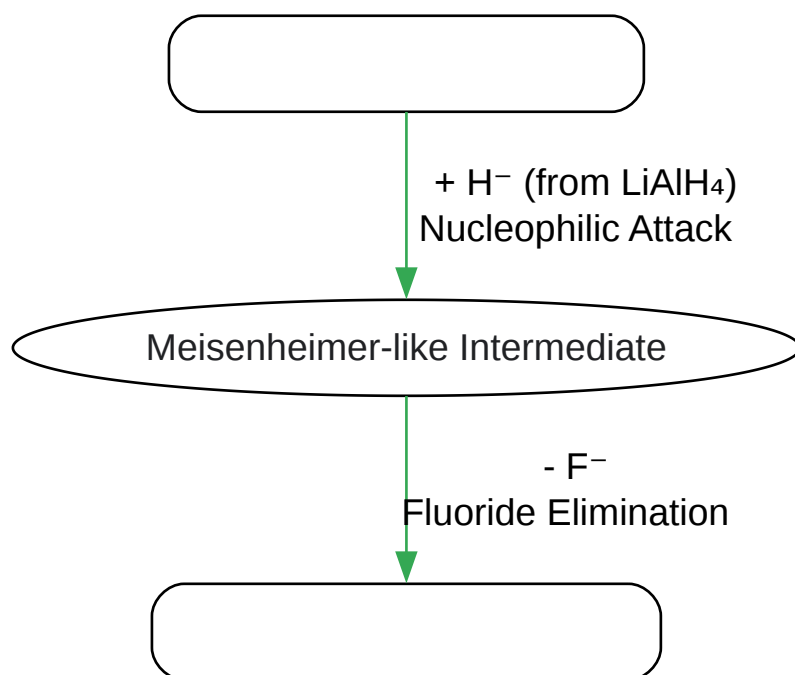 + H⁻ (from LiAlH₄)
Nucleophilic Attack
Meisenheimer-like Intermediate
- F⁻
Fluoride Elimination